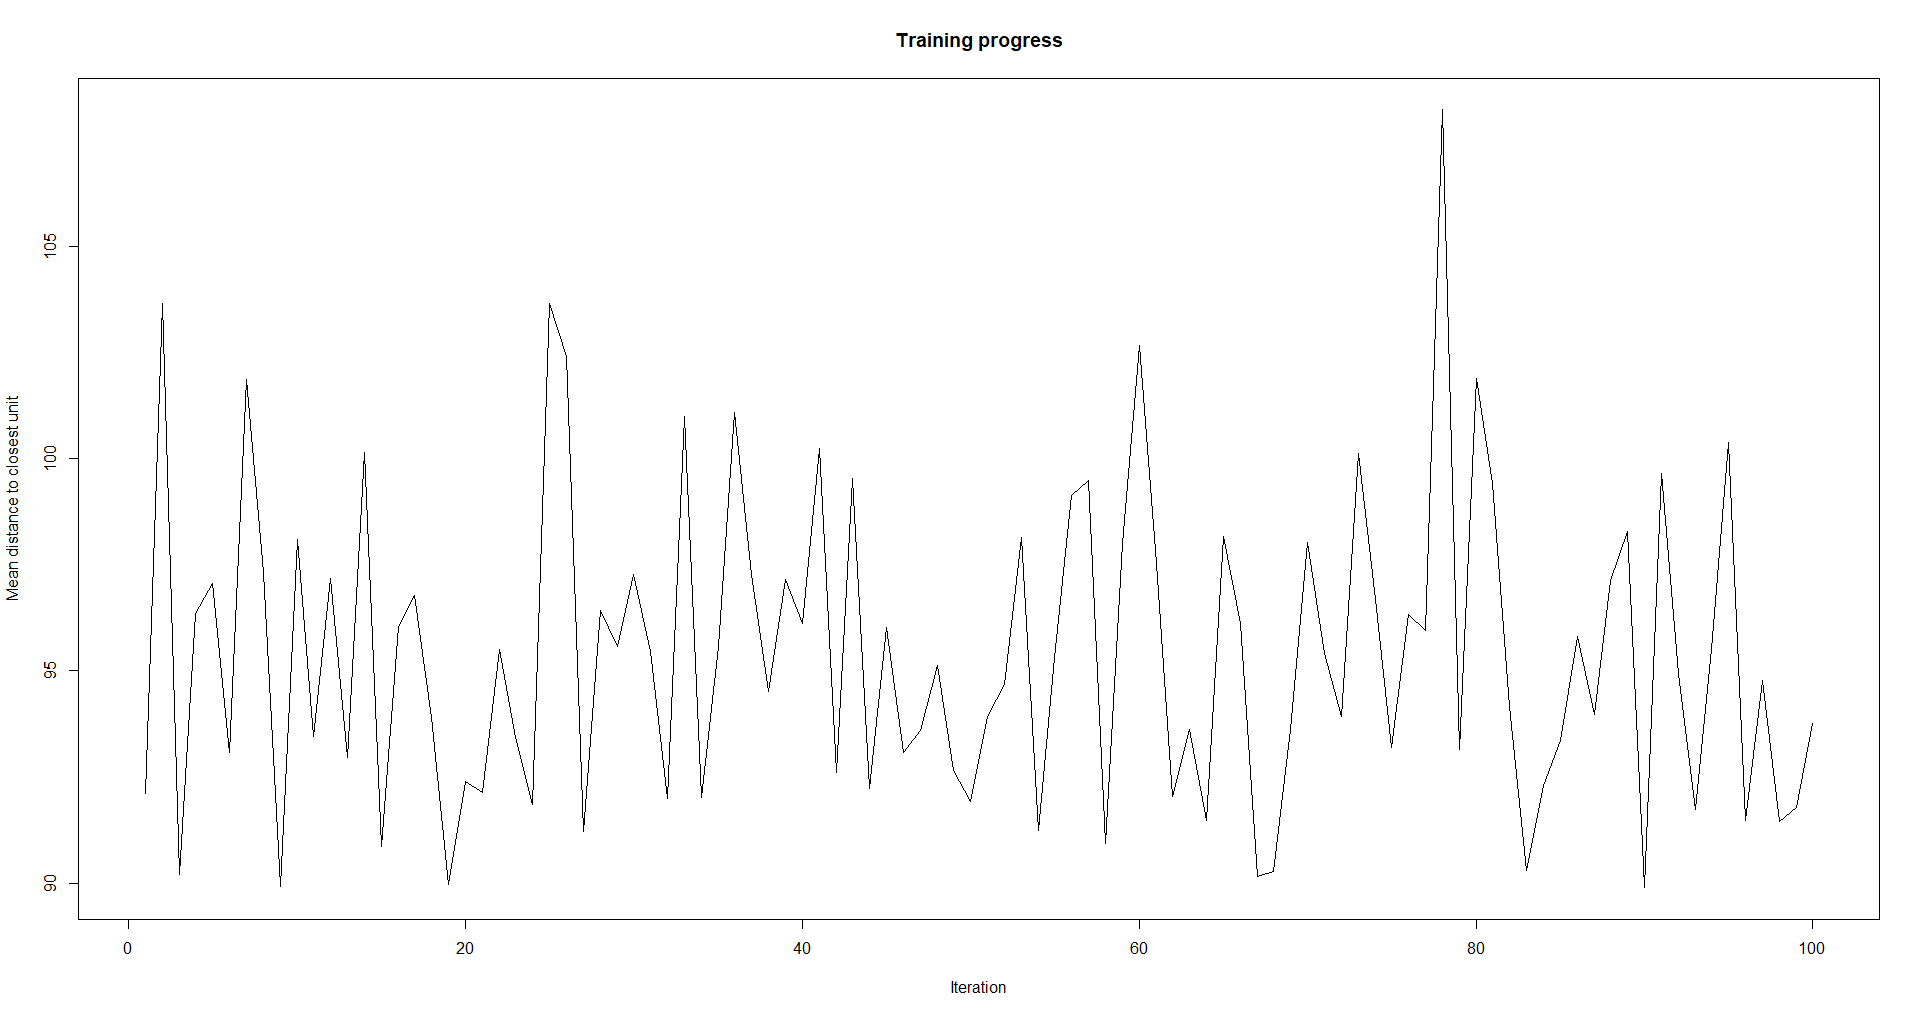 Training progress
Mean distance to closest unit
105
100
95
90
0 20 40 60 80 100
Iteration